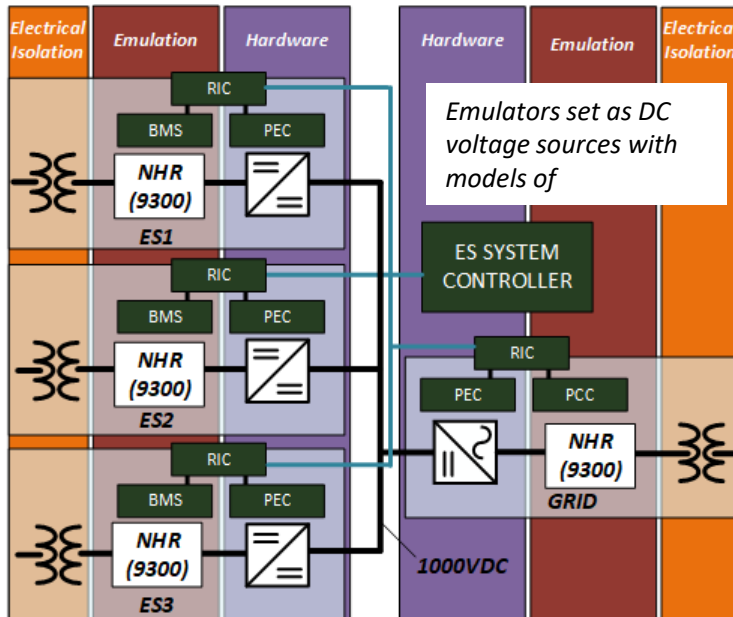 Electrical
Isolation
Emulation
Hardware
Hardware
Emulation
Electrical
Isolation
RIC
BMS
PEC
NHR
(9300)
ES1
Emulators set as DC
voltage sources with
models of
RIC
BMS
PEC
NHR
(9300)
ES2
ES SYSTEM
CONTROLLER
RIC
PEC
PCC
NHR
(9300)
GRID
RIC
BMS
PEC
NHR
(9300)
ES3
1000VDC